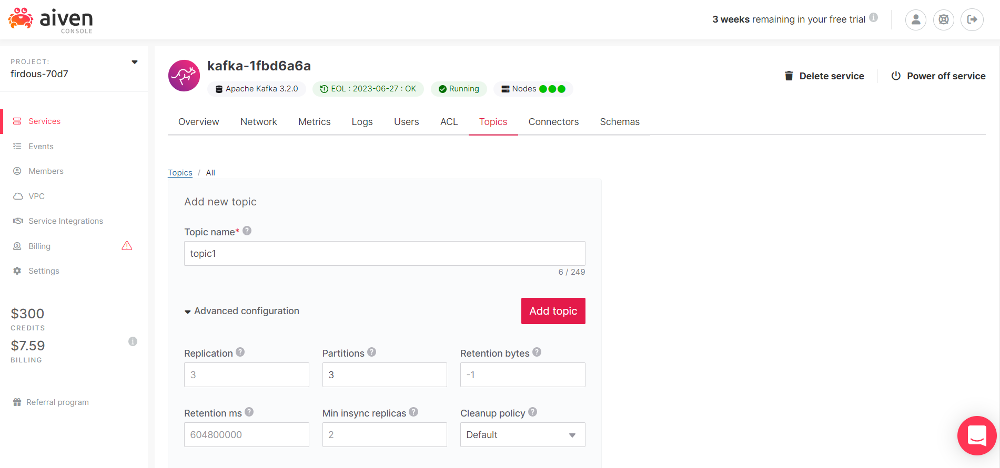 aiven
CONSOLE
3 weeks remaining in your free trial
PROJECT:
firdous-70d7
Services
Events
Members
VPC
Service Integrations
Billing
Settings
$300
CREDITS
$7.59
BILLING
Referral program
kafka-1fbd6a6a
Apache Kafka 3.2.0
EOL : 2023-06-27 : OK
Running
Nodes
Delete service
Power off service
Overview
Network
Metrics
Logs
Users
ACL
Topics
Connectors
Schemas
Topics / All
Add new topic
Topic name* ?
topic1
6 / 249
Advanced configuration
Add topic
Replication ?
Partitions ?
Retention bytes ?
3
3
-1
Retention ms ?
Min insync replicas ?
Cleanup policy ?
604800000
2
Default